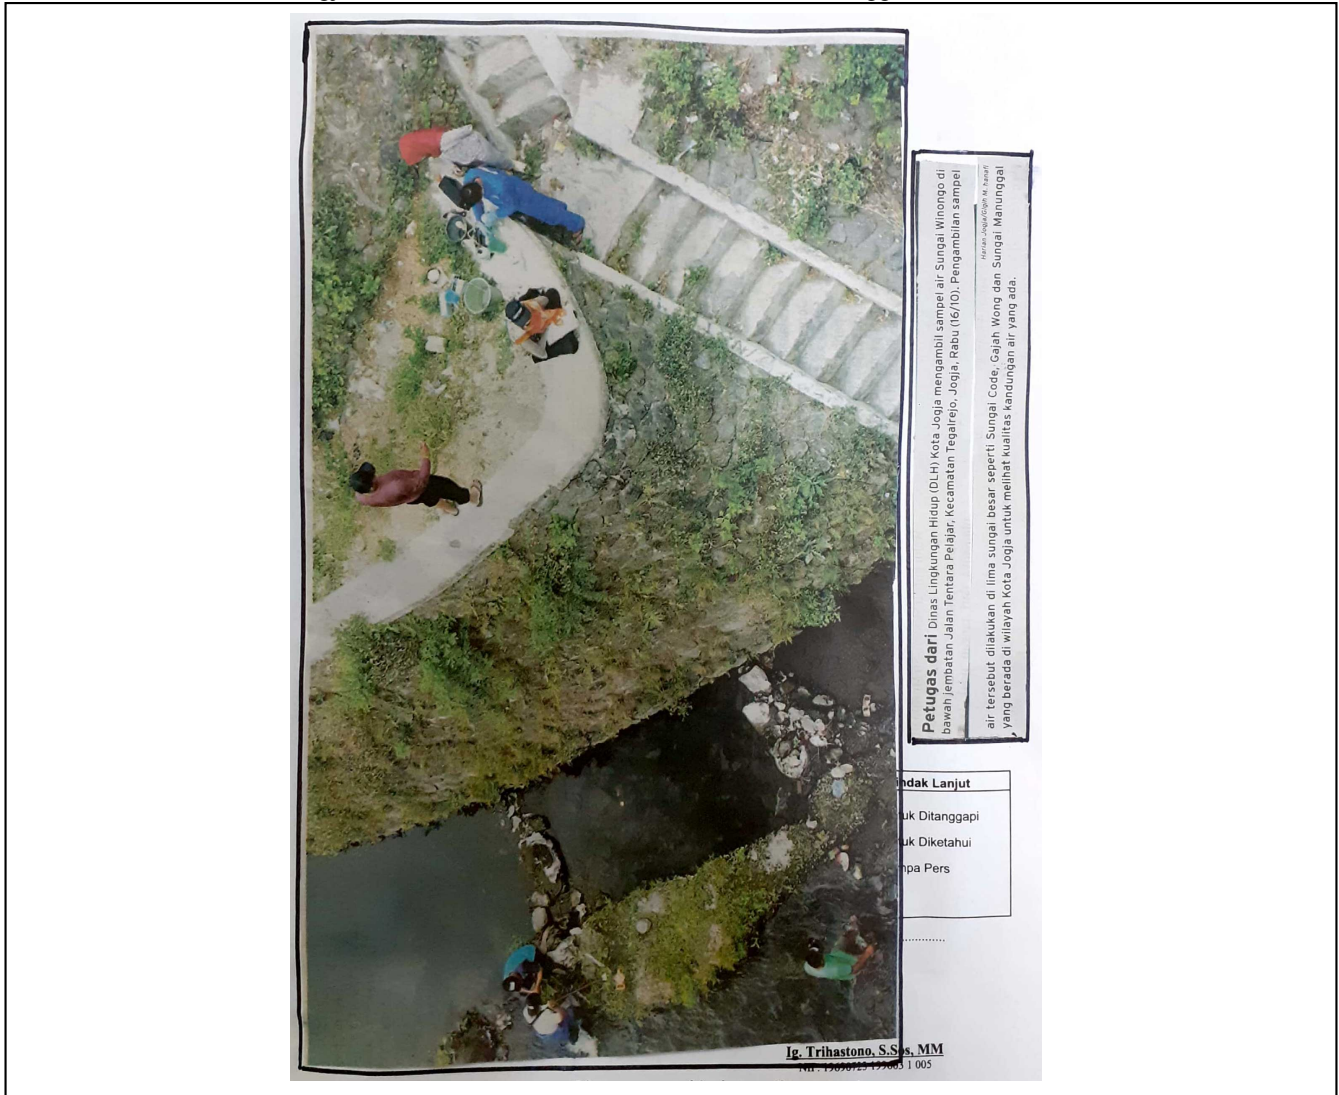 Petugas dari Dinas Lingkungan Hidup (DLH) Kota Jogja mengambil sampel air Sungai Winongo di
bawah jembatan Jalan Tentara Pelajar, Kecamatan Tegalrejo, Jogja, Rabu (16/10). Pengambilan sampel
Harian Jogja/Gigih M. hanafi
air tersebut dilakukan di lima sungai besar seperti Sungai Code, Gajah Wong dan Sungai Manunggal
yang berada di wilayah Kota Jogja untuk melihat kualitas kandungan air yang ada.
indak Lanjut
uk Ditanggapi
uk Diketahui
mpa Pers
Ig. Trihastono, S.Sos, MM